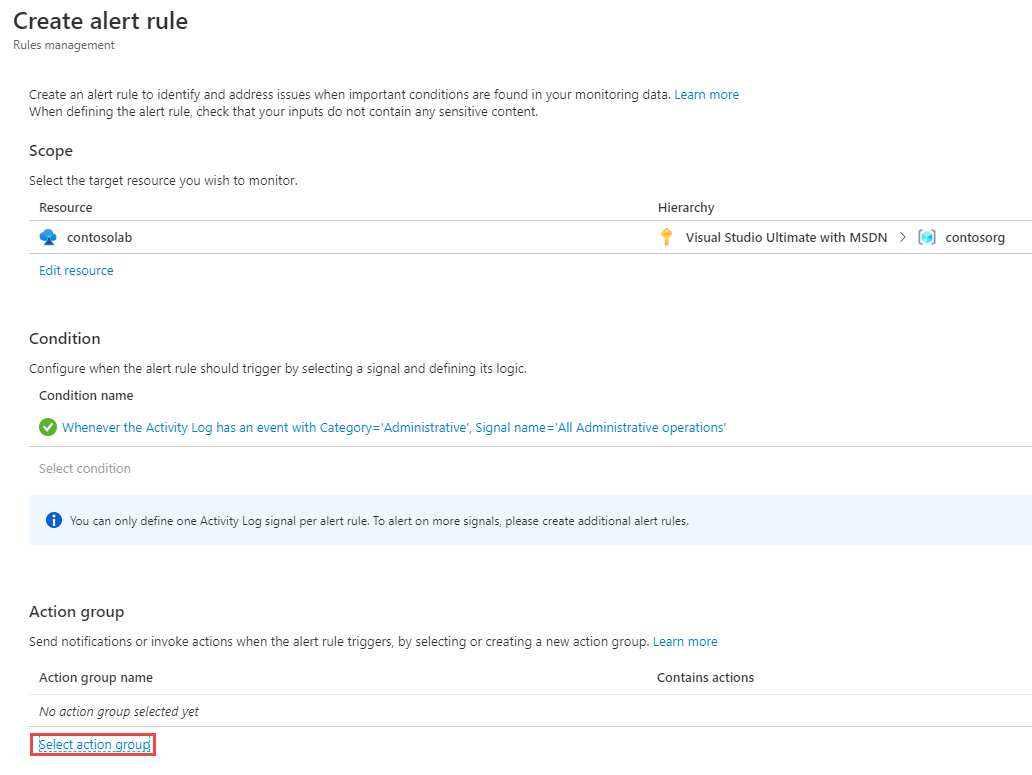 Create alert rule
Rules management
Create an alert rule to identify and address issues when important conditions are found in your monitoring data. Learn more
When defining the alert rule, check that your inputs do not contain any sensitive content.
Scope
Select the target resource you wish to monitor.
Resource Hierarchy
contosolab Visual Studio Ultimate with MSDN > contosorg
Edit resource
Condition
Configure when the alert rule should trigger by selecting a signal and defining its logic.
Condition name
Whenever the Activity Log has an event with Category='Administrative', Signal name='All Administrative operations'
Select condition
You can only define one Activity Log signal per alert rule. To alert on more signals, please create additional alert rules.
Action group
Send notifications or invoke actions when the alert rule triggers, by selecting or creating a new action group. Learn more
Action group name Contains actions
No action group selected yet
Select action group